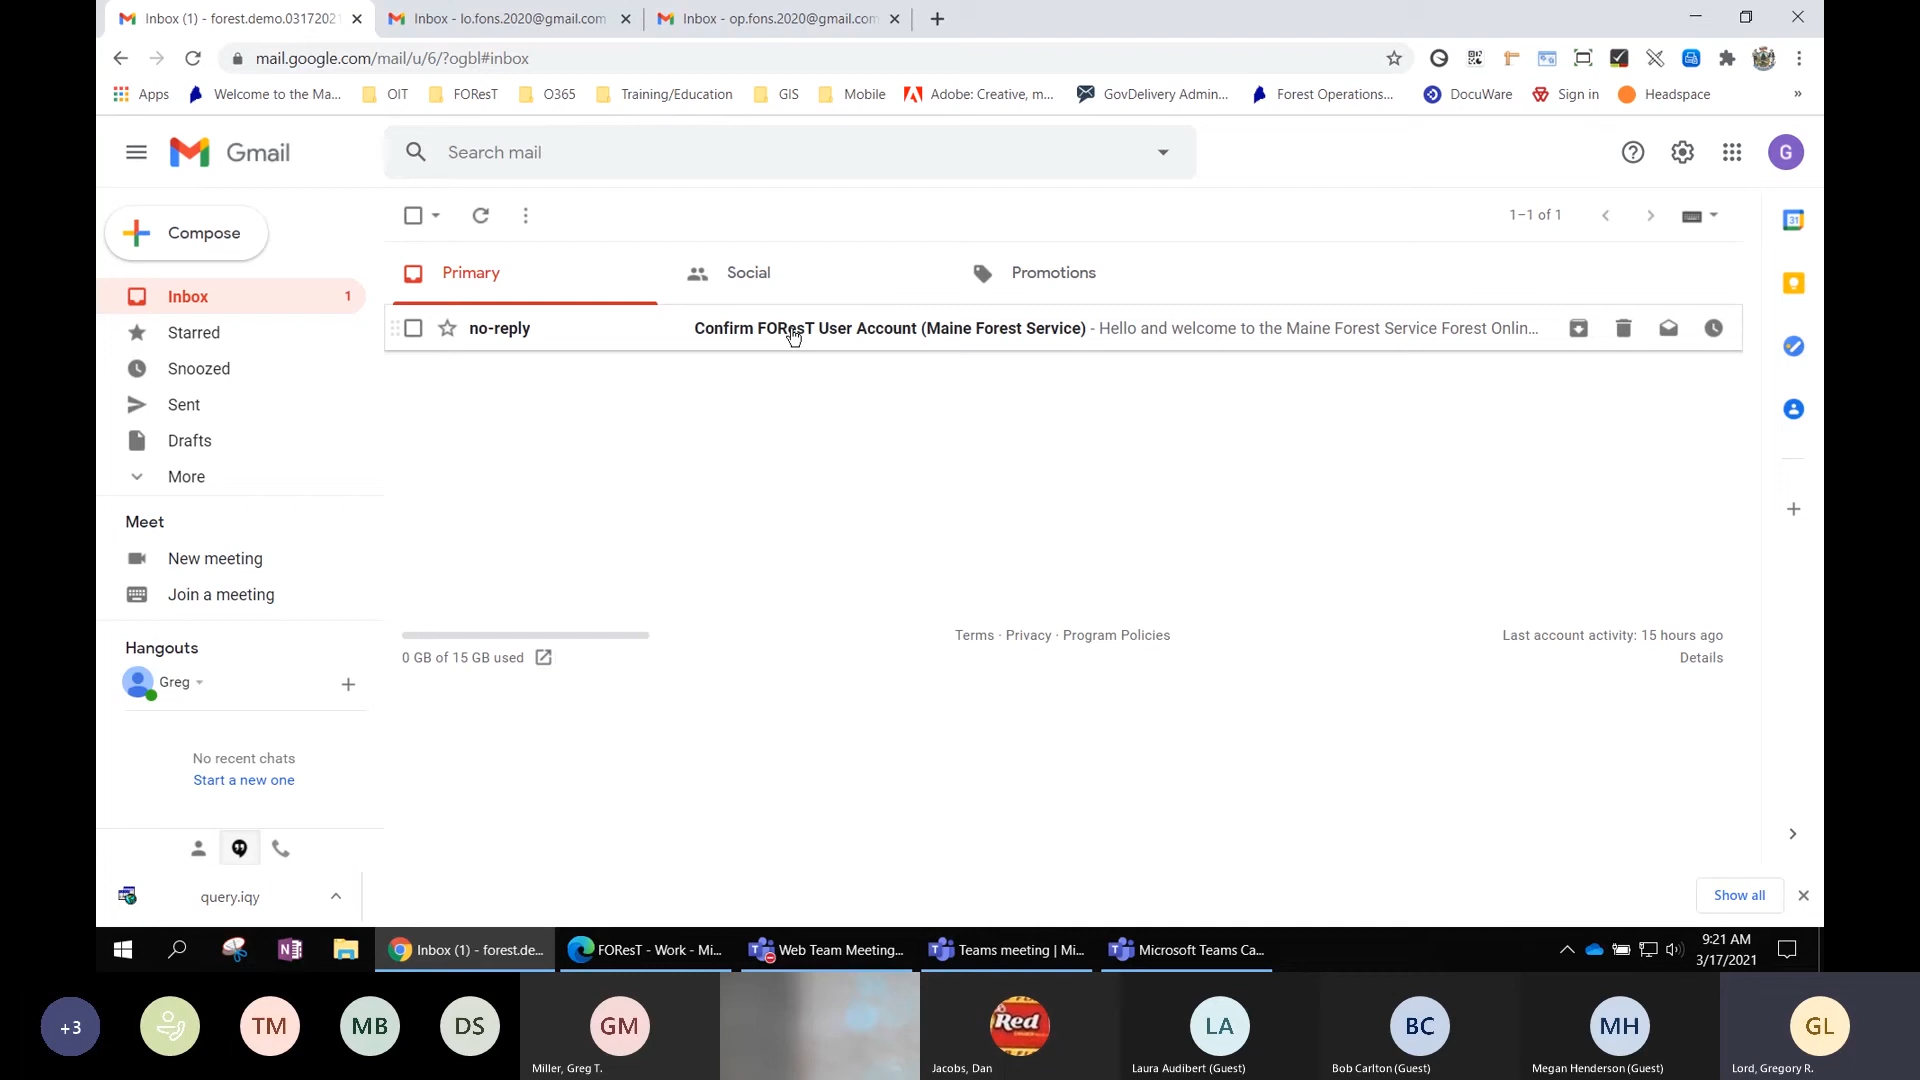 Inbox (1) - forest.demo.03172021
Inbox - lo.fons.2020@gmail.com
Inbox - op.fons.2020@gmail.com
mail.google.com/mail/u/6/?ogbl#inbox
Apps
Welcome to the Ma...
OIT
FOResT
O365
Training/Education
GIS
Mobile
Adobe: Creative, m...
GovDelivery Admin...
Forest Operations...
DocuWare
Sign in
Headspace
»
Gmail
Search mail
G
Compose
1–1 of 1
31
Primary
Social
Promotions
Inbox 1
no-reply
Confirm FOResT User Account (Maine Forest Service) - Hello and welcome to the Maine Forest Service Forest Onlin...
Starred
Snoozed
Sent
Drafts
More
Meet
New meeting
Join a meeting
Hangouts
Greg
No recent chats
Start a new one
0 GB of 15 GB used
Terms · Privacy · Program Policies
Last account activity: 15 hours ago
Details
query.iqy
Show all
Inbox (1) - forest.de...
FOResT - Work - Mi...
Web Team Meeting...
Teams meeting | Mi...
Microsoft Teams Ca...
9:21 AM
3/17/2021
+3
TM
MB
DS
GM
Miller, Greg T.
Red
Jacobs, Dan
LA
Laura Audibert (Guest)
BC
Bob Carlton (Guest)
MH
Megan Henderson (Guest)
GL
Lord, Gregory R.